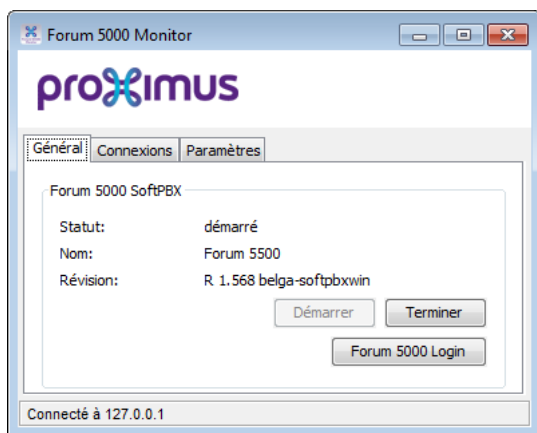 Forum 5000 Monitor
proximus
Général Connexions Paramètres
Forum 5000 SoftPBX
Statut: démarré
Nom: Forum 5500
Révision: R 1.568 belga-softpbxwin
Démarrer Terminer
Forum 5000 Login
Connecté à 127.0.0.1